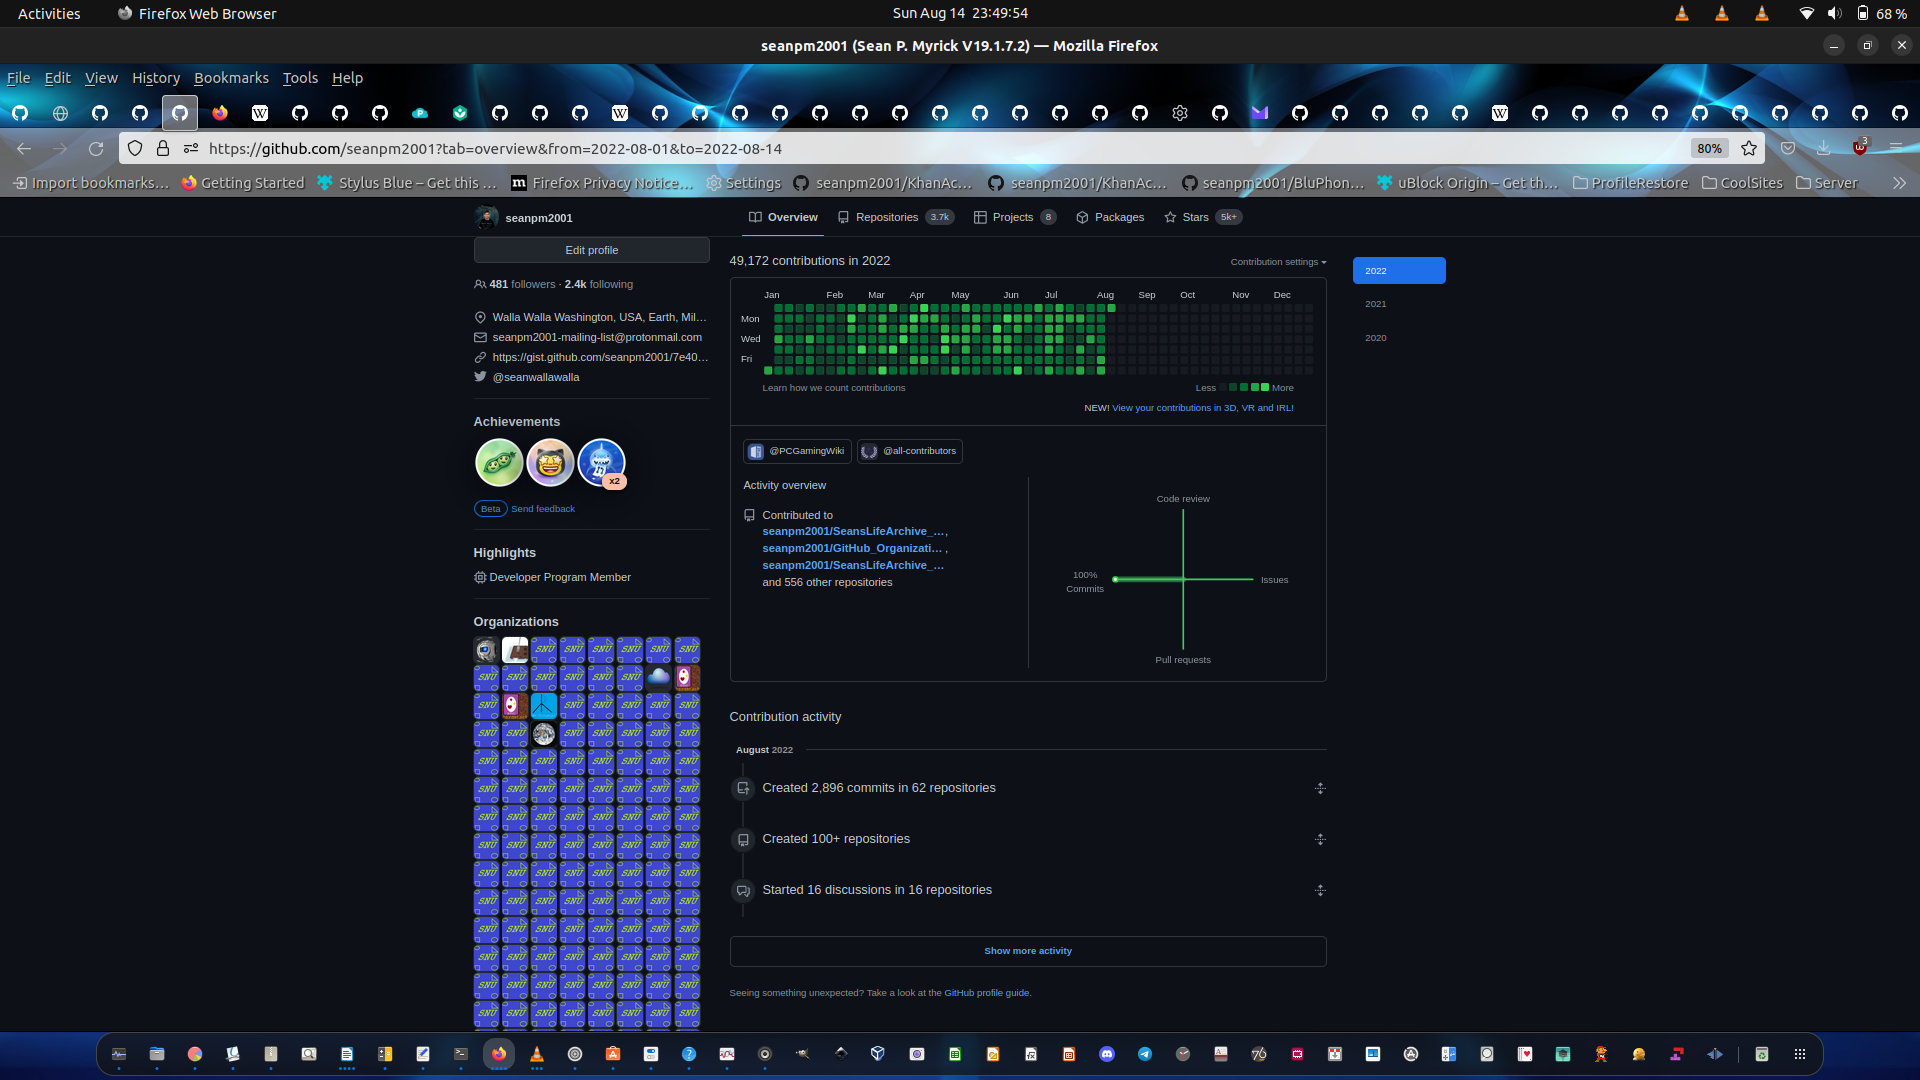 Activities
Firefox Web Browser
Sun Aug 14 23:49:54
68 %
seanpm2001 (Sean P. Myrick V19.1.7.2) — Mozilla Firefox
File Edit View History Bookmarks Tools Help
https://github.com/seanpm2001?tab=overview&from=2022-08-01&to=2022-08-14
80%
3
Import bookmarks...
Getting Started
Stylus Blue – Get this ...
Firefox Privacy Notice...
Settings
seanpm2001/KhanAc...
seanpm2001/KhanAc...
seanpm2001/BluPhon...
uBlock Origin – Get th...
ProfileRestore
CoolSites
Server
seanpm2001
Overview
Repositories 3.7k
Projects 8
Packages
Stars 5k+
Edit profile
481 followers · 2.4k following
Walla Walla Washington, USA, Earth, Mil...
seanpm2001-mailing-list@protonmail.com
https://gist.github.com/seanpm2001/7e40...
@seanwallawalla
Achievements
x2
Beta Send feedback
Highlights
Developer Program Member
Organizations
49,172 contributions in 2022
Contribution settings
Jan Feb Mar Apr May Jun Jul Aug Sep Oct Nov Dec
Mon
Wed
Fri
Learn how we count contributions
Less More
NEW! View your contributions in 3D, VR and IRL!
@PCGamingWiki
@all-contributors
Activity overview
Contributed to
seanpm2001/SeansLifeArchive_...,
seanpm2001/GitHub_Organizati... ,
seanpm2001/SeansLifeArchive_...
and 556 other repositories
Code review
100%
Commits
Issues
Pull requests
Contribution activity
August 2022
Created 2,896 commits in 62 repositories
Created 100+ repositories
Started 16 discussions in 16 repositories
Show more activity
Seeing something unexpected? Take a look at the GitHub profile guide.
2022
2021
2020